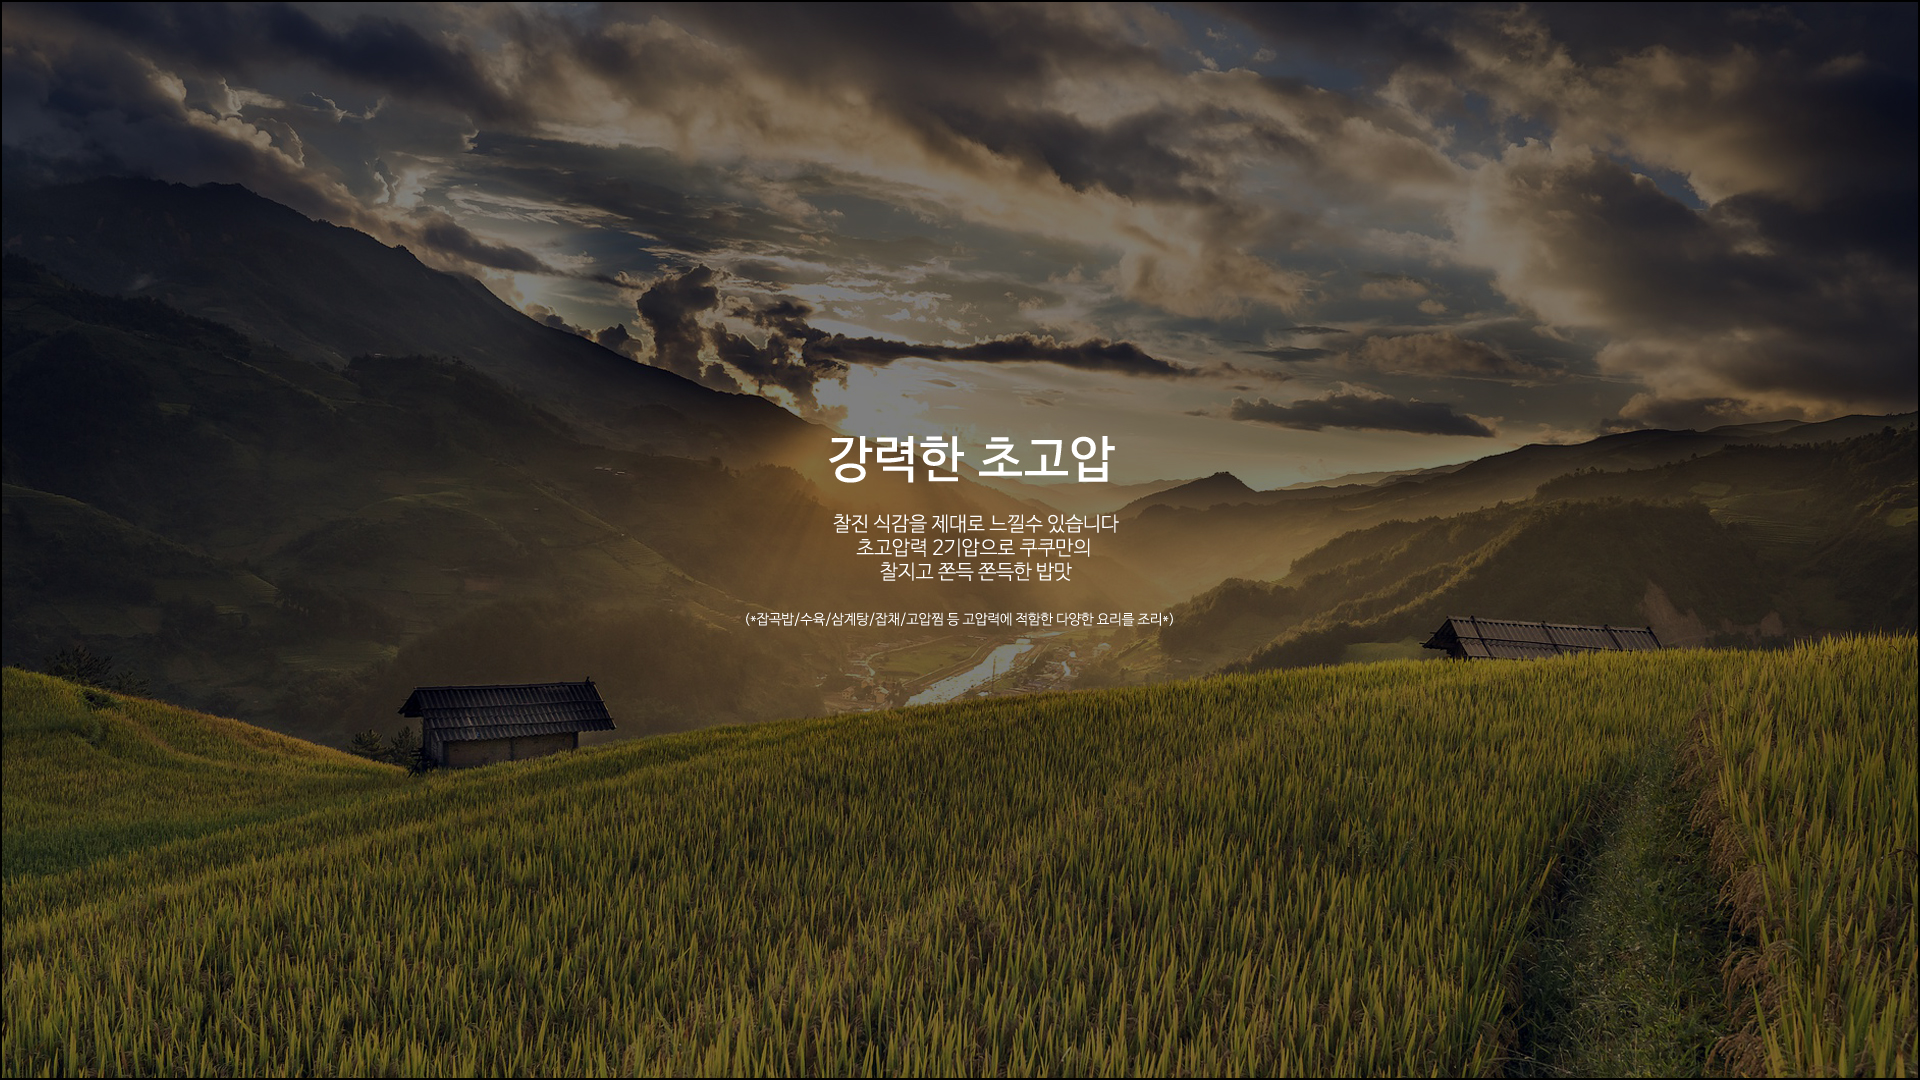 강력한 초고압
찰진 식감을 제대로 느낄수 있습니다
초고압력 2기압으로 쿠쿠만의
찰지고 쫀득 쫀득한 밥맛
(*잡곡밥/수육/삼계탕/잡채/고압찜 등 고압력에 적합한 다양한 요리를 조리*)